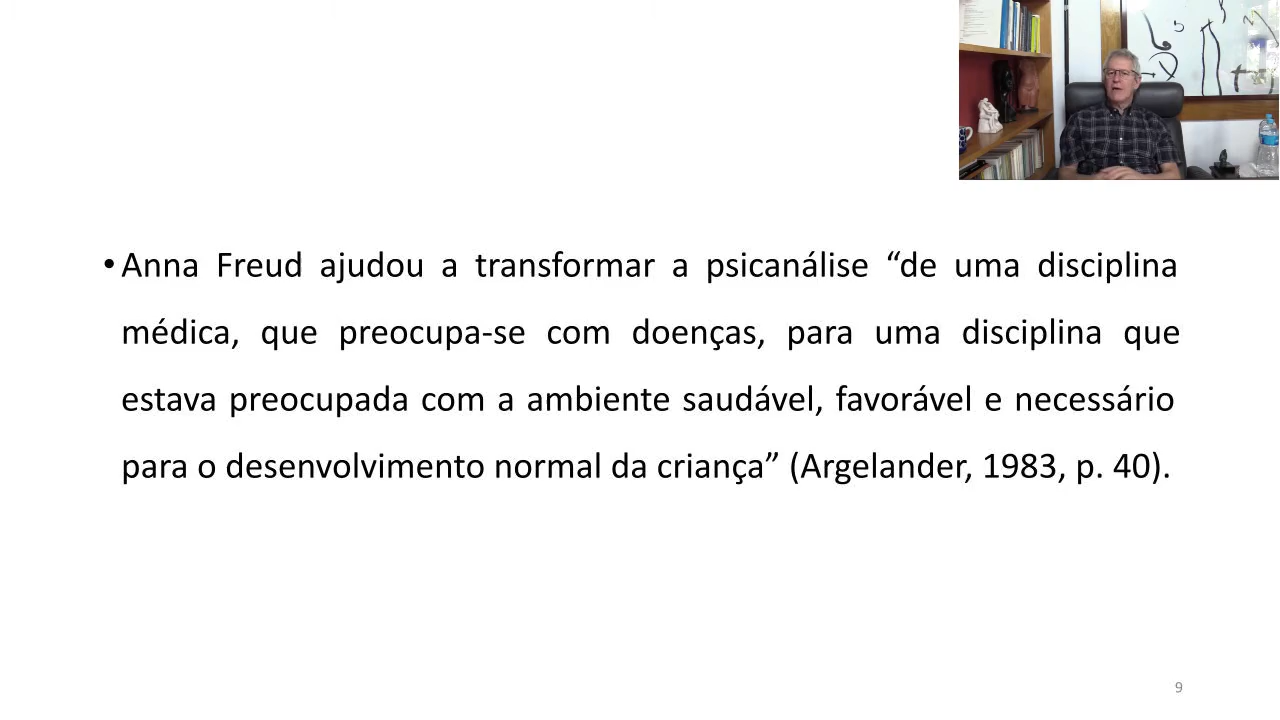 • Anna Freud ajudou a transformar a psicanálise “de uma disciplina
médica, que preocupa-se com doenças, para uma disciplina que
estava preocupada com a ambiente saudável, favorável e necessário
para o desenvolvimento normal da criança” (Argelander, 1983, p. 40).
9